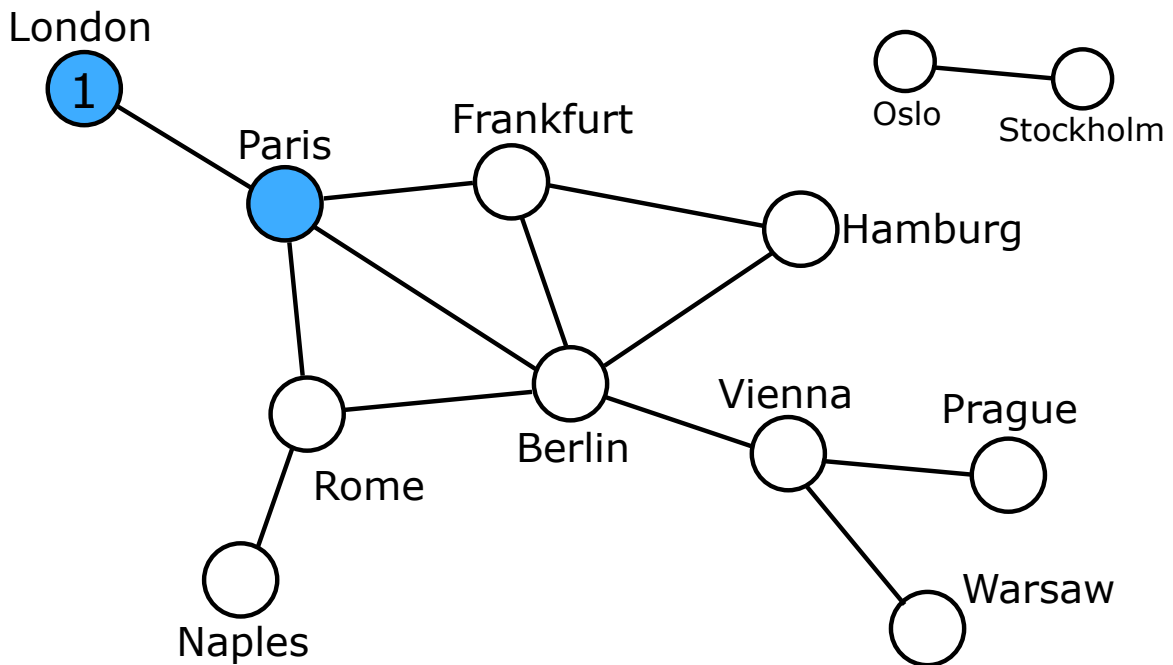 London
1
Paris
Frankfurt
Oslo
Stockholm
Hamburg
Vienna
Prague
Berlin
Rome
Warsaw
Naples